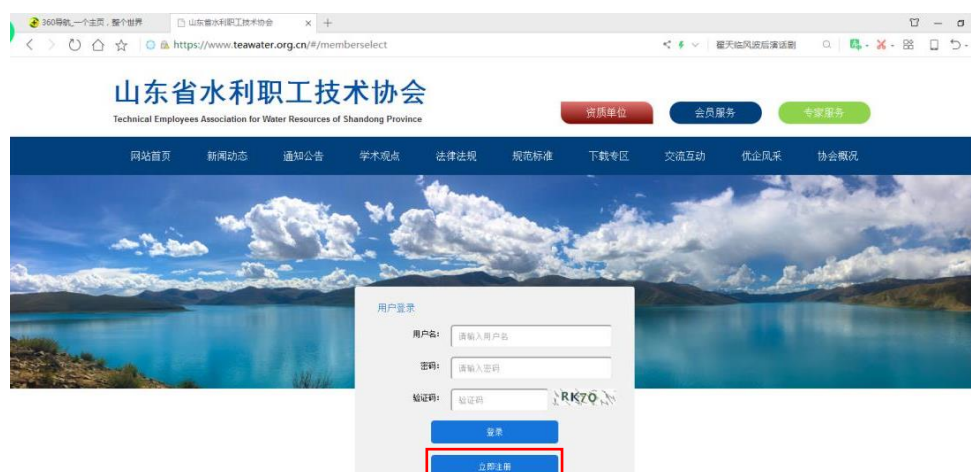 360导航_一个主页,整个世界 山东省水利职工技术协会 × +
https://www.teawater.org.cn/#/memberselect 翟天临风波后演话剧
山东省水利职工技术协会
Technical Employees Association for Water Resources of Shandong Province
资质单位 会员服务 专家服务
网站首页 新闻动态 通知公告 学术观点 法律法规 规范标准 下载专区 交流互动 优企风采 协会概况
用户登录
用户名: 请输入用户名
密码: 请输入密码
验证码: 验证码 RK7Q
登录
立即注册